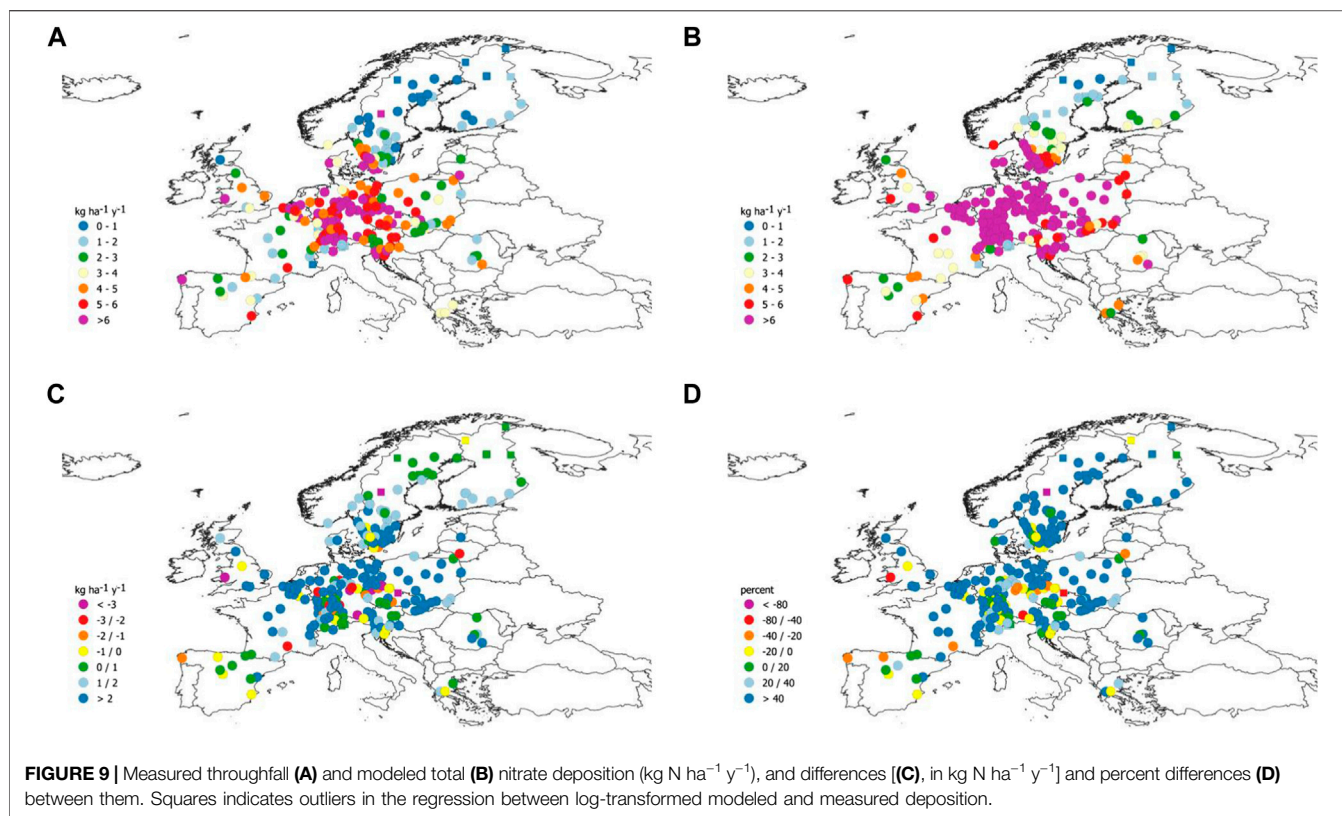 A
B
kg ha⁻¹ y⁻¹
0 - 1
1 - 2
2 - 3
3 - 4
4 - 5
5 - 6
>6
kg ha⁻¹ y⁻¹
0 - 1
1 - 2
2 - 3
3 - 4
4 - 5
5 - 6
>6
C
D
kg ha⁻¹ y⁻¹
< -3
-3 / -2
-2 / -1
-1 / 0
0 / 1
1 / 2
> 2
percent
< -80
-80 / -40
-40 / -20
-20 / 0
0 / 20
20 / 40
> 40
FIGURE 9 | Measured throughfall (A) and modeled total (B) nitrate deposition (kg N ha⁻¹ y⁻¹), and differences [(C), in kg N ha⁻¹ y⁻¹] and percent differences (D)
between them. Squares indicates outliers in the regression between log-transformed modeled and measured deposition.